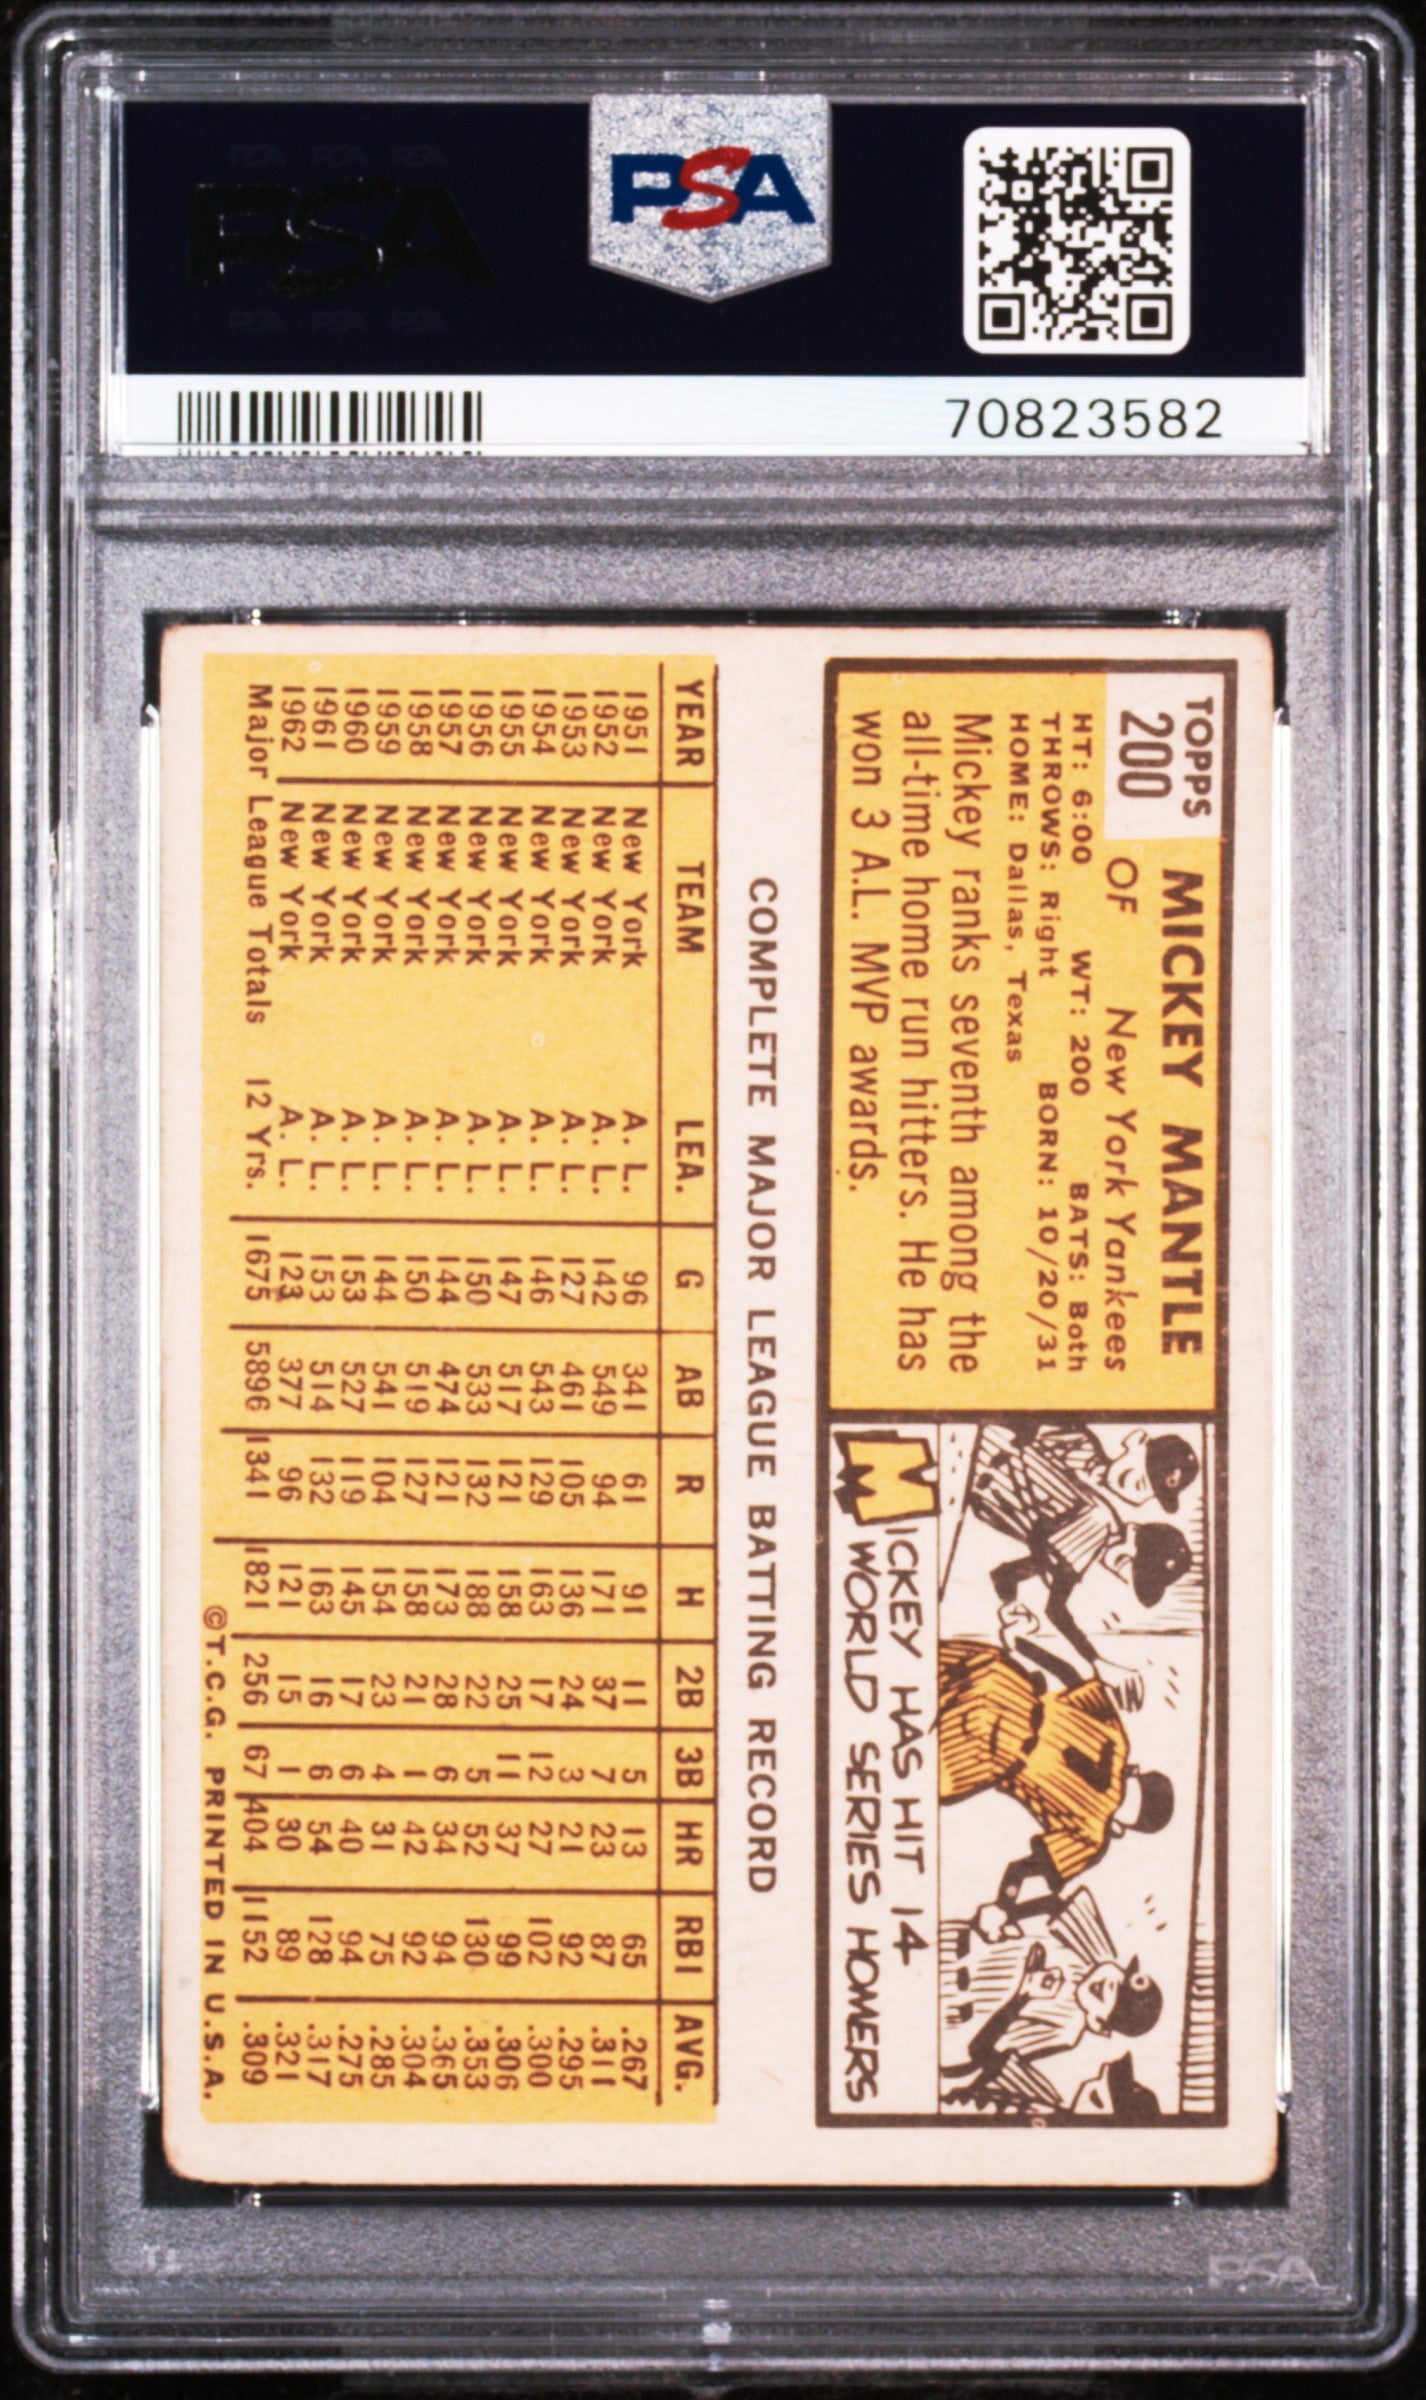 PSA PSA PSA
PSA
PSA PSA PSA
PSA
70823582
TOPPS
200
MICKEY MANTLE
OF New York Yankees
HT: 6:00 WT: 200 BATS: Both
THROWS: Right BORN: 10/20/31
HOME: Dallas, Texas
Mickey ranks seventh among the
all-time home run hitters. He has
won 3 A.L. MVP awards.
7
MICKEY HAS HIT 14
WORLD SERIES HOMERS
COMPLETE MAJOR LEAGUE BATTING RECORD
YEAR TEAM LEA. G AB R H 2B 3B HR RBI AVG.
1951 New York A. L. 96 341 61 91 11 5 13 65 .267
1952 New York A. L. 142 549 94 171 37 7 23 87 .311
1953 New York A. L. 127 461 105 136 24 3 21 92 .295
1954 New York A. L. 146 543 129 163 17 12 27 102 .300
1955 New York A. L. 147 517 121 158 25 11 37 99 .306
1956 New York A. L. 150 533 132 188 22 5 52 130 .353
1957 New York A. L. 144 474 121 173 28 6 34 94 .365
1958 New York A. L. 150 519 127 158 21 1 42 92 .304
1959 New York A. L. 144 541 104 154 23 4 31 75 .285
1960 New York A. L. 153 527 119 145 17 6 40 94 .275
1961 New York A. L. 153 514 132 163 16 6 54 128 .317
1962 New York A. L. 123 377 96 121 15 1 30 89 .321
Major League Totals 12 Yrs. 1675 5896 1341 1821 256 67 404 1152 .309
©T.C.G. PRINTED IN U.S.A.
PSA